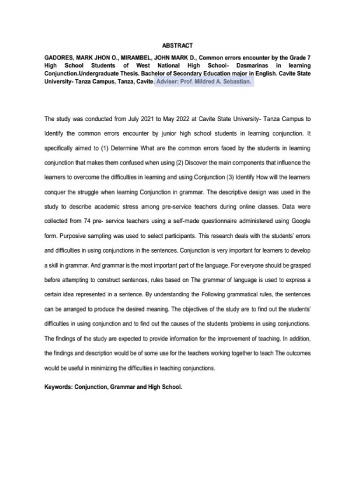 ABSTRACT
GADORES, MARK JHON O., MIRAMBEL, JOHN MARK D., Common errors encounter by the Grade 7
High School Students of West National High School- Dasmarinas in learning
Conjunction.Undergraduate Thesis. Bachelor of Secondary Education major in English. Cavite State
University- Tanza Campus, Tanza, Cavite. Adviser: Prof. Mildred A. Sebastian.
The study was conducted from July 2021 to May 2022 at Cavite State University- Tanza Campus to
Identify the common errors encounter by junior high school students in learning conjunction. It
specifically aimed to (1) Determine What are the common errors faced by the students in learning
conjunction that makes them confused when using (2) Discover the main components that influence the
learners to overcome the difficulties in learning and using Conjunction (3) Identify How will the learners
conquer the struggle when learning Conjunction in grammar. The descriptive design was used in the
study to describe academic stress among pre-service teachers during online classes. Data were
collected from 74 pre- service teachers using a self-made questionnaire administered using Google
form. Purposive sampling was used to select participants. This research deals with the students' errors
and difficulties in using conjunctions in the sentences. Conjunction is very important for learners to develop
a skill in grammar. And grammar is the most important part of the language. For everyone should be grasped
before attempting to construct sentences, rules based on The grammar of language is used to express a
certain idea represented in a sentence. By understanding the Following grammatical rules, the sentences
can be arranged to produce the desired meaning. The objectives of the study are to find out the students'
difficulties in using conjunction and to find out the causes of the students 'problems in using conjunctions.
The findings of the study are expected to provide information for the improvement of teaching. In addition,
the findings and description would be of some use for the teachers working together to teach The outcomes
would be useful in minimizing the difficulties in teaching conjunctions.
Keywords: Conjunction, Grammar and High School.